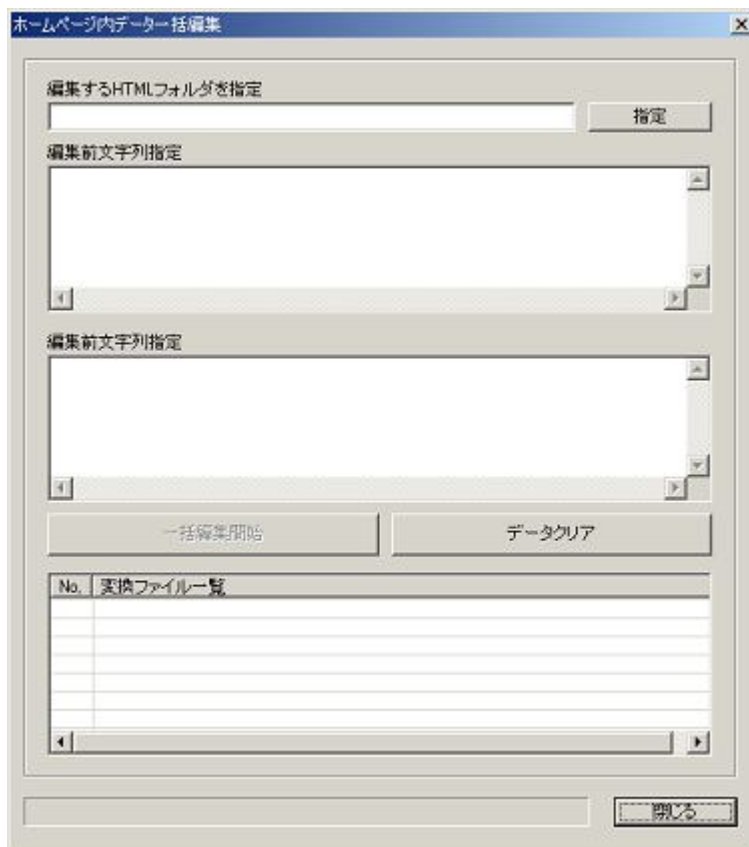 ホームページ内データ一括編集
編集するHTMLフォルダを指定
指定
編集前文字列指定
編集前文字列指定
一括編集開始
データクリア
No. 変換ファイル一覧
閉じる